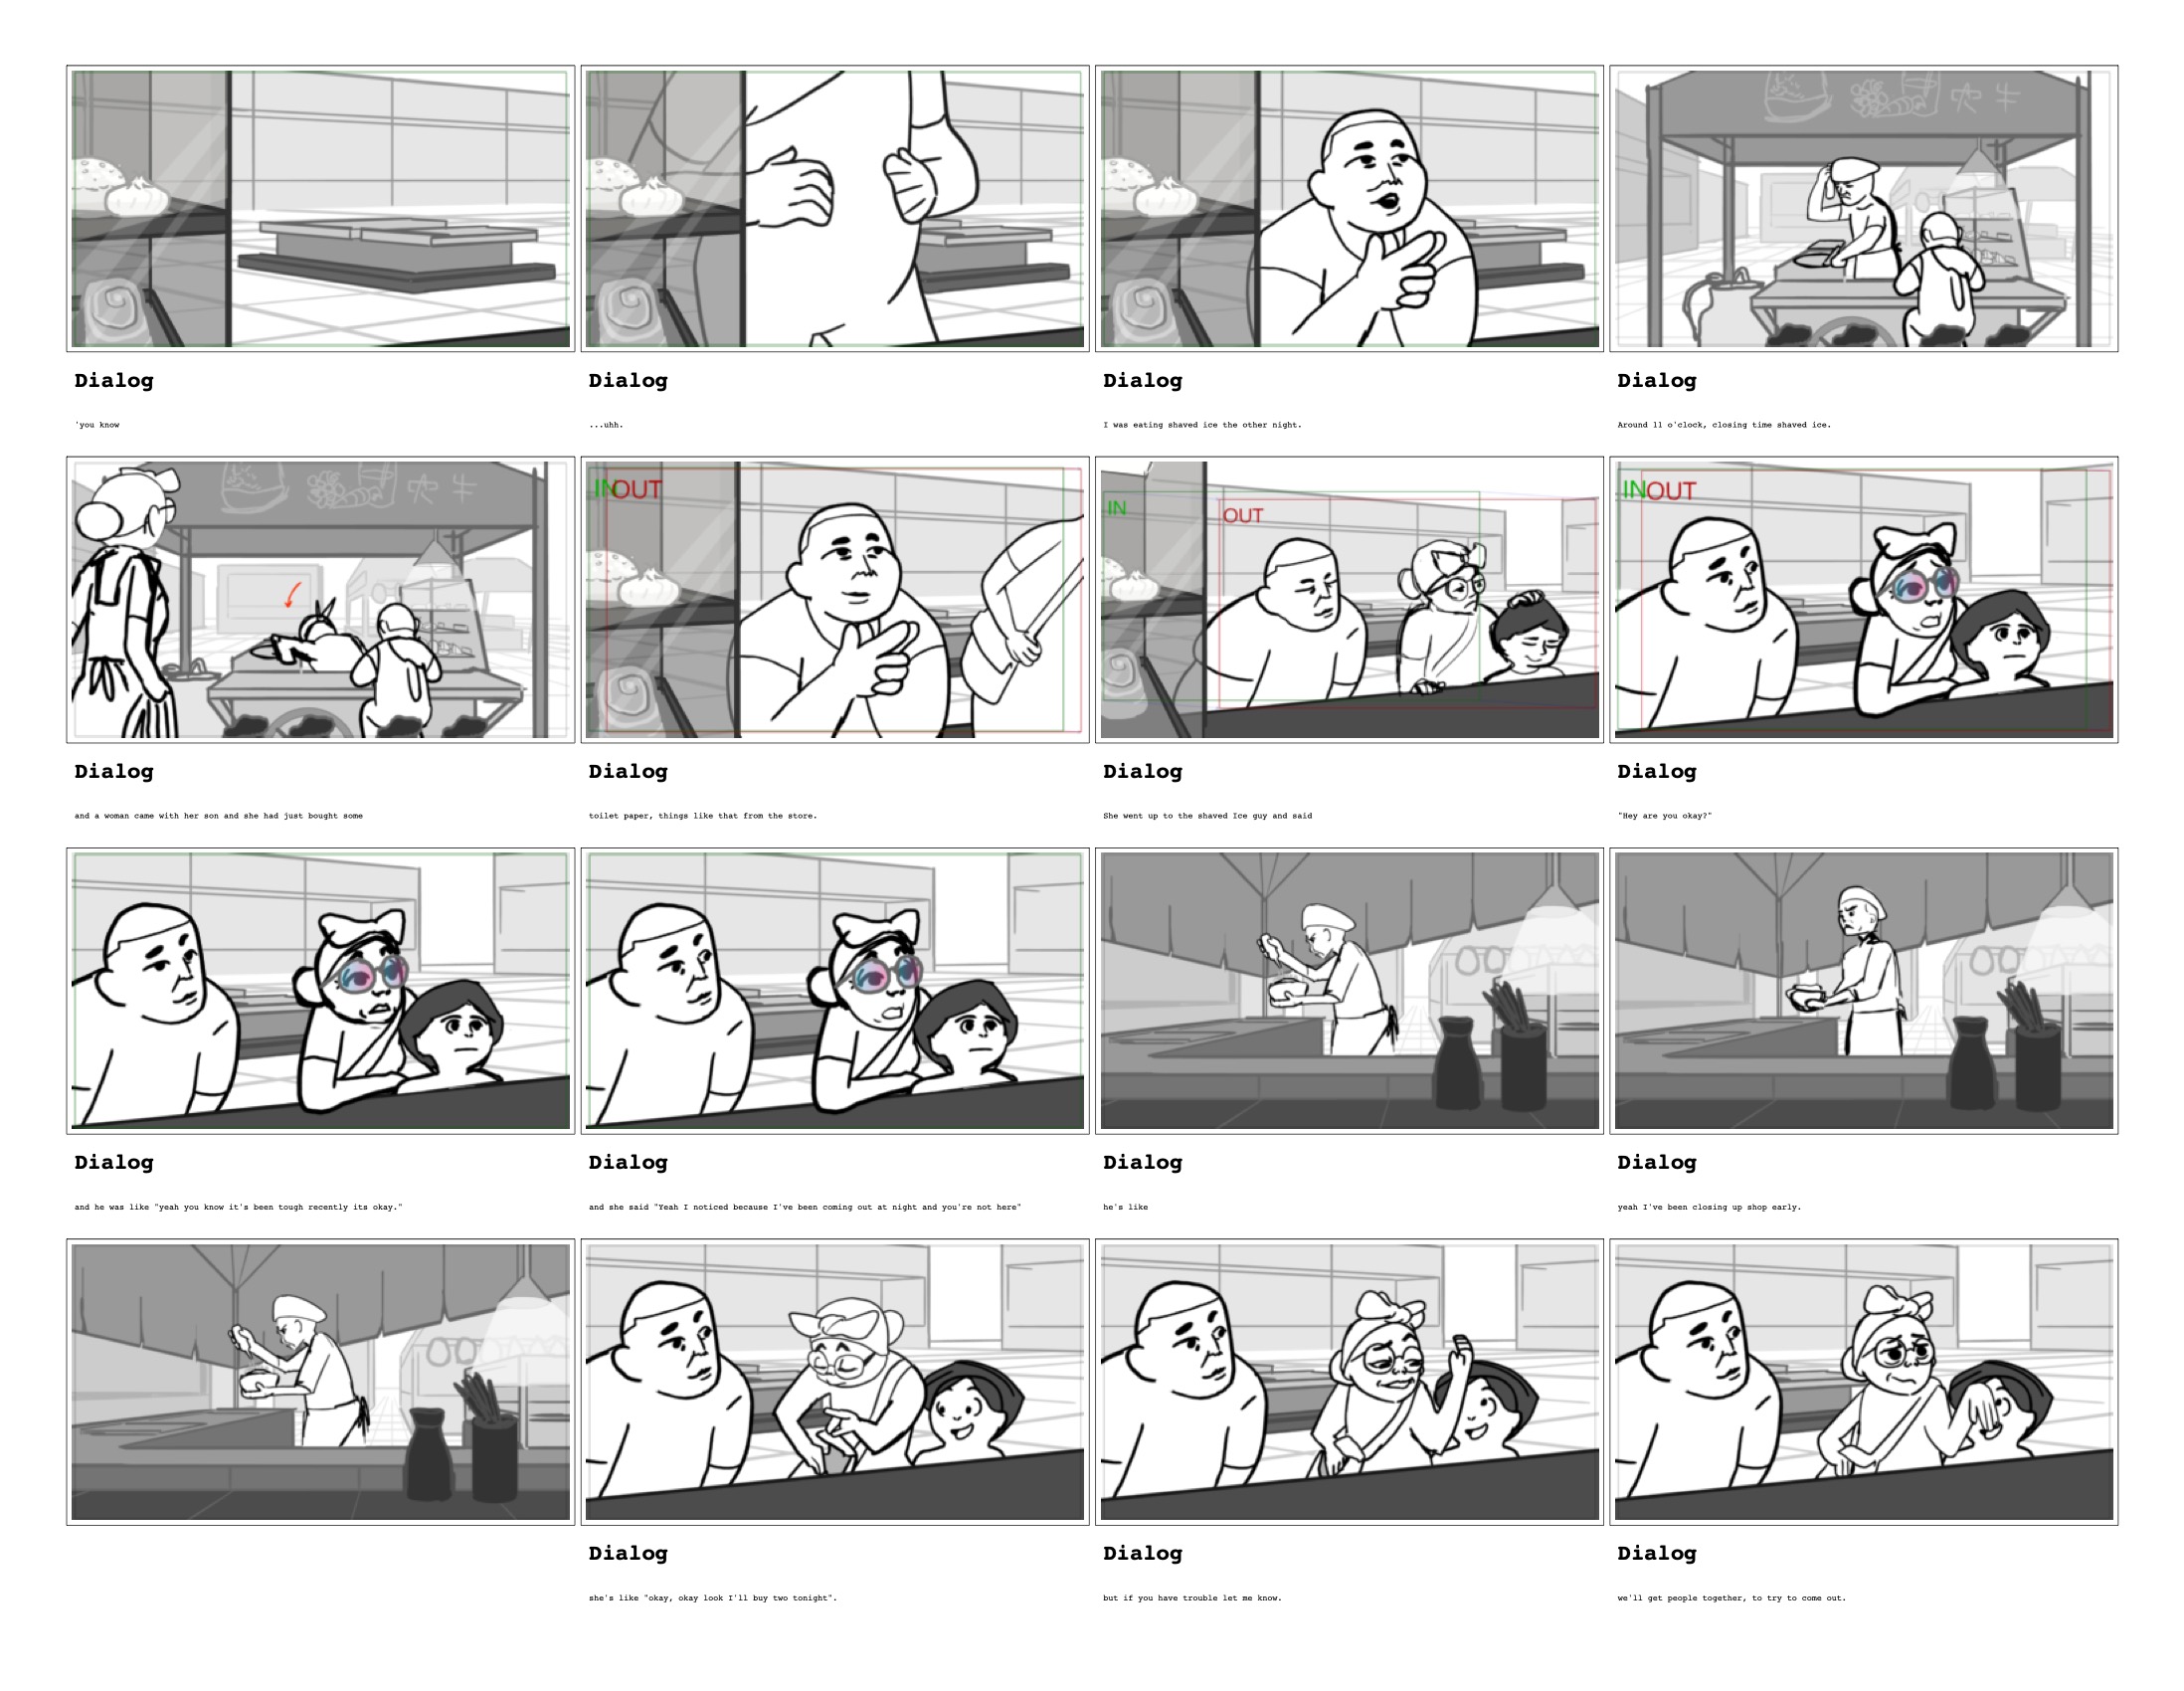 Dialog
'you know
Dialog
...uhh.
Dialog
I was eating shaved ice the other night.
Dialog
Around 11 o'clock, closing time shaved ice.
Dialog
and a woman came with her son and she had just bought some
IN
OUT
Dialog
toilet paper, things like that from the store.
IN
OUT
Dialog
She went up to the shaved Ice guy and said
IN
OUT
Dialog
"Hey are you okay?"
Dialog
and he was like "yeah you know it's been tough recently its okay."
Dialog
and she said "Yeah I noticed because I've been coming out at night and you're not here"
Dialog
he's like
Dialog
yeah I've been closing up shop early.
Dialog
she's like "okay, okay look I'll buy two tonight".
Dialog
but if you have trouble let me know.
Dialog
we'll get people together, to try to come out.